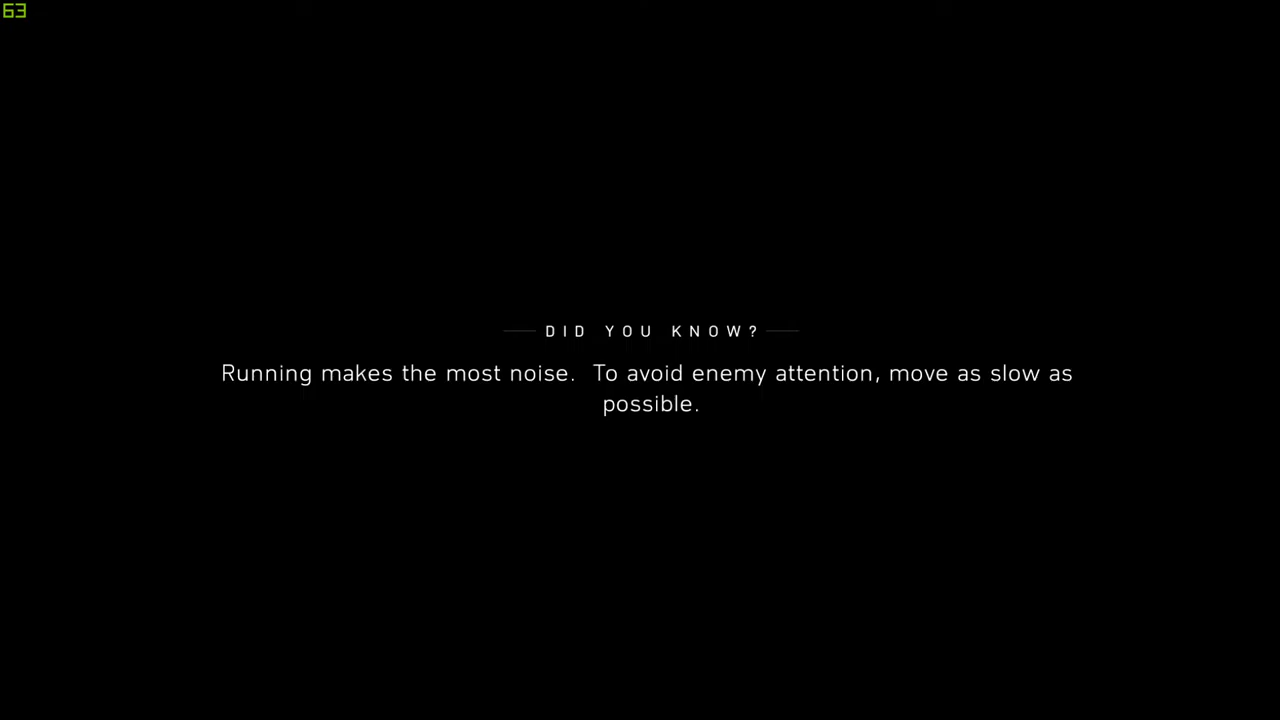 63
DID YOU KNOW?
Running makes the most noise.  To avoid enemy attention, move as slow as
possible.